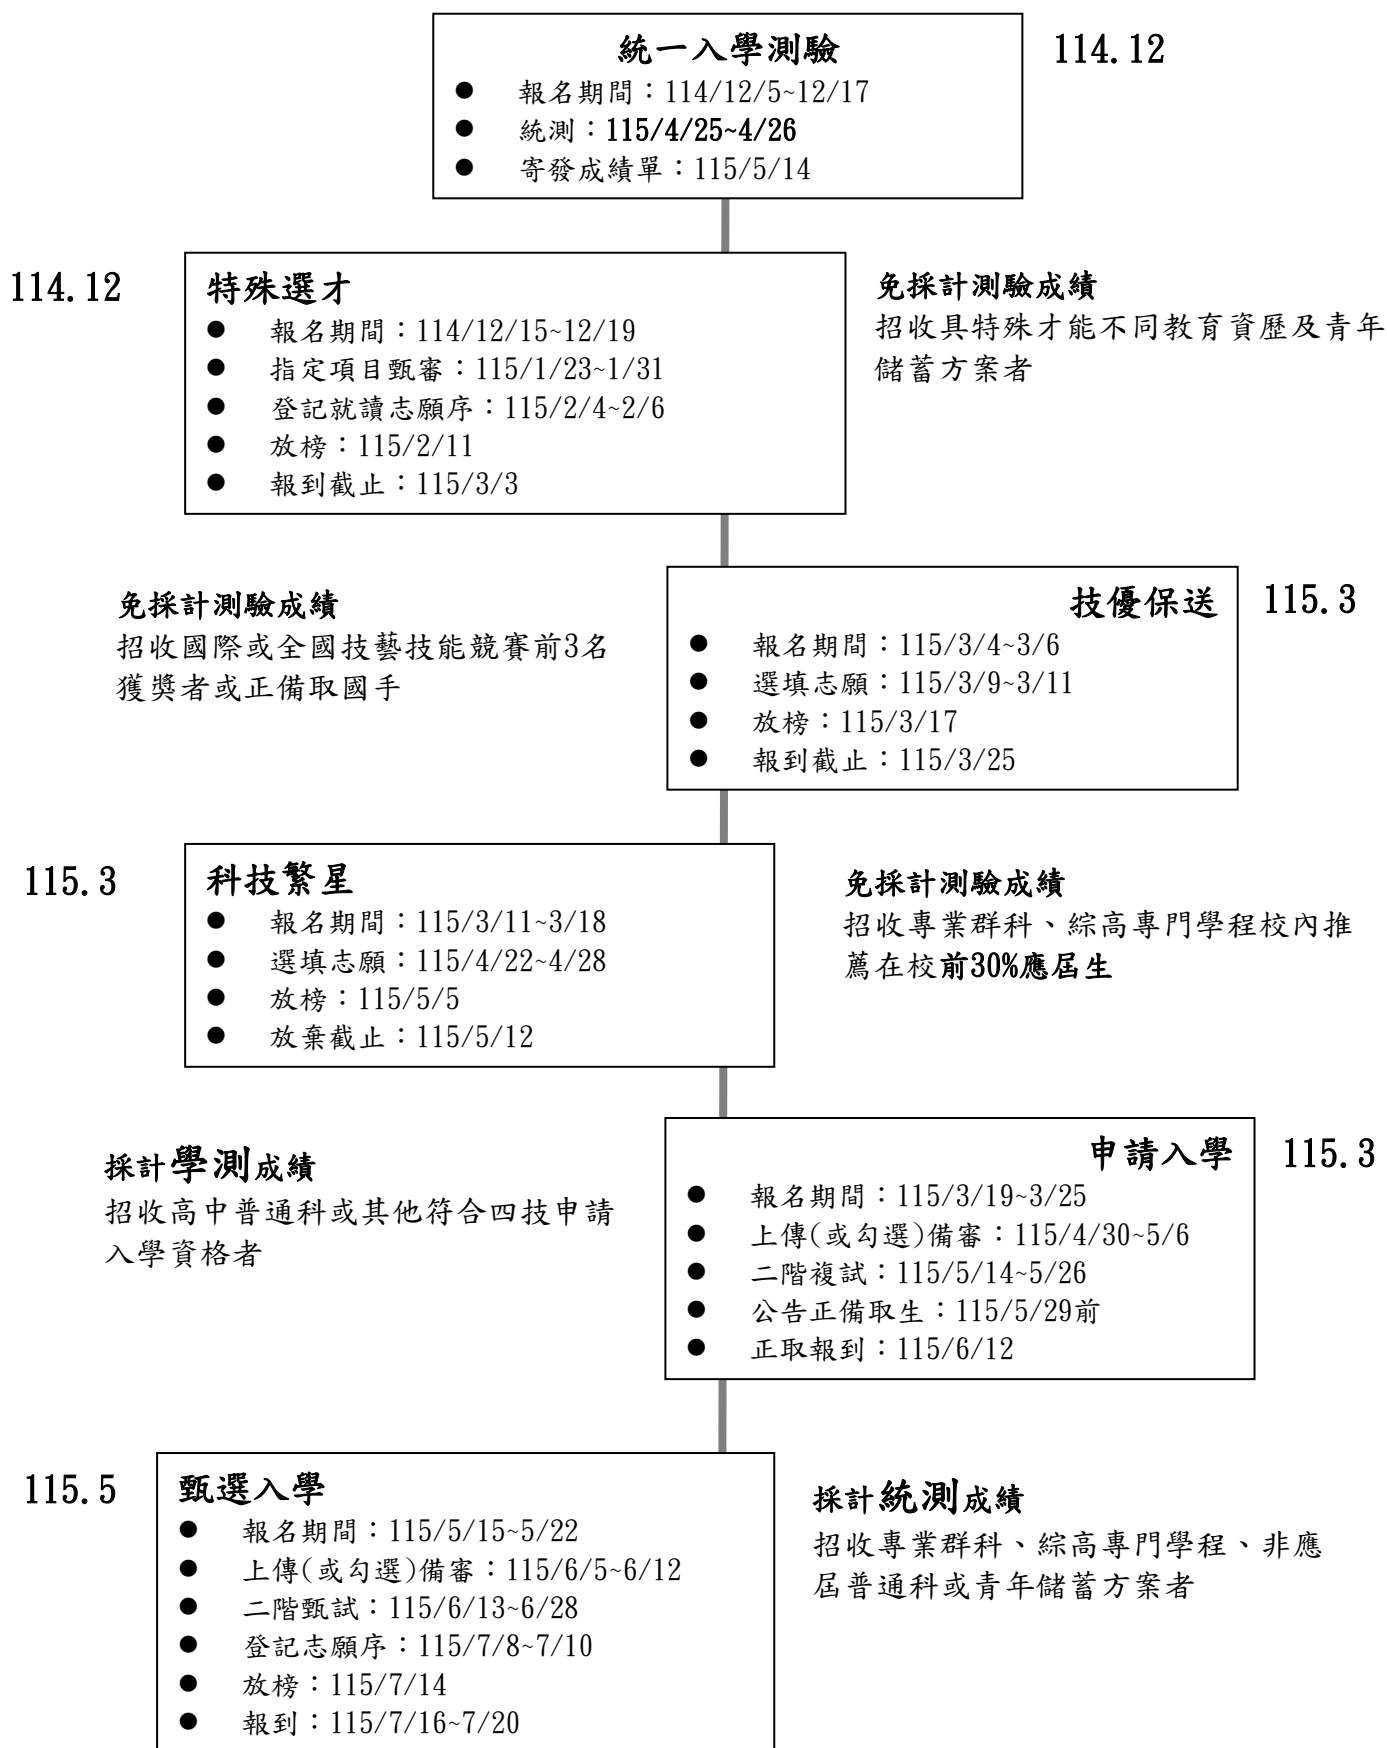 統一入學測驗
114.12
● 報名期間：114/12/5~12/17
● 統測：115/4/25~4/26
● 寄發成績單：115/5/14
114.12
特殊選才
● 報名期間：114/12/15~12/19
● 指定項目甄審：115/1/23~1/31
● 登記就讀志願序：115/2/4~2/6
● 放榜：115/2/11
● 報到截止：115/3/3
免採計測驗成績
招收具特殊才能不同教育資歷及青年
儲蓄方案者
免採計測驗成績
招收國際或全國技藝技能競賽前3名
獲獎者或正備取國手
技優保送
115.3
● 報名期間：115/3/4~3/6
● 選填志願：115/3/9~3/11
● 放榜：115/3/17
● 報到截止：115/3/25
115.3
科技繁星
● 報名期間：115/3/11~3/18
● 選填志願：115/4/22~4/28
● 放榜：115/5/5
● 放棄截止：115/5/12
免採計測驗成績
招收專業群科、綜高專門學程校內推
薦在校前30%應屆生
採計學測成績
招收高中普通科或其他符合四技申請
入學資格者
申請入學
115.3
● 報名期間：115/3/19~3/25
● 上傳(或勾選)備審：115/4/30~5/6
● 二階複試：115/5/14~5/26
● 公告正備取生：115/5/29前
● 正取報到：115/6/12
115.5
甄選入學
● 報名期間：115/5/15~5/22
● 上傳(或勾選)備審：115/6/5~6/12
● 二階甄試：115/6/13~6/28
● 登記志願序：115/7/8~7/10
● 放榜：115/7/14
● 報到：115/7/16~7/20
採計統測成績
招收專業群科、綜高專門學程、非應
屆普通科或青年儲蓄方案者